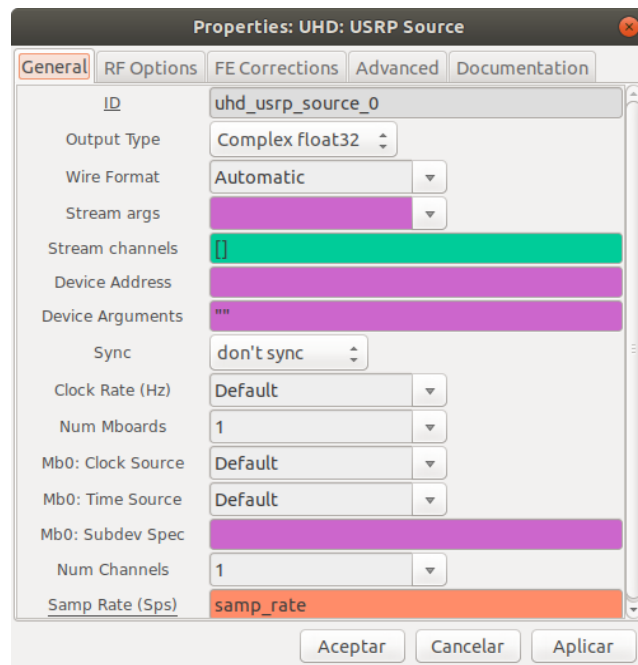 Properties: UHD: USRP Source
General RF Options FE Corrections Advanced Documentation
ID uhd_usrp_source_0
Output Type Complex float32
Wire Format Automatic
Stream args
Stream channels []
Device Address
Device Arguments ""
Sync don't sync
Clock Rate (Hz) Default
Num Mboards 1
Mb0: Clock Source Default
Mb0: Time Source Default
Mb0: Subdev Spec
Num Channels 1
Samp Rate (Sps) samp_rate
Aceptar Cancelar Aplicar